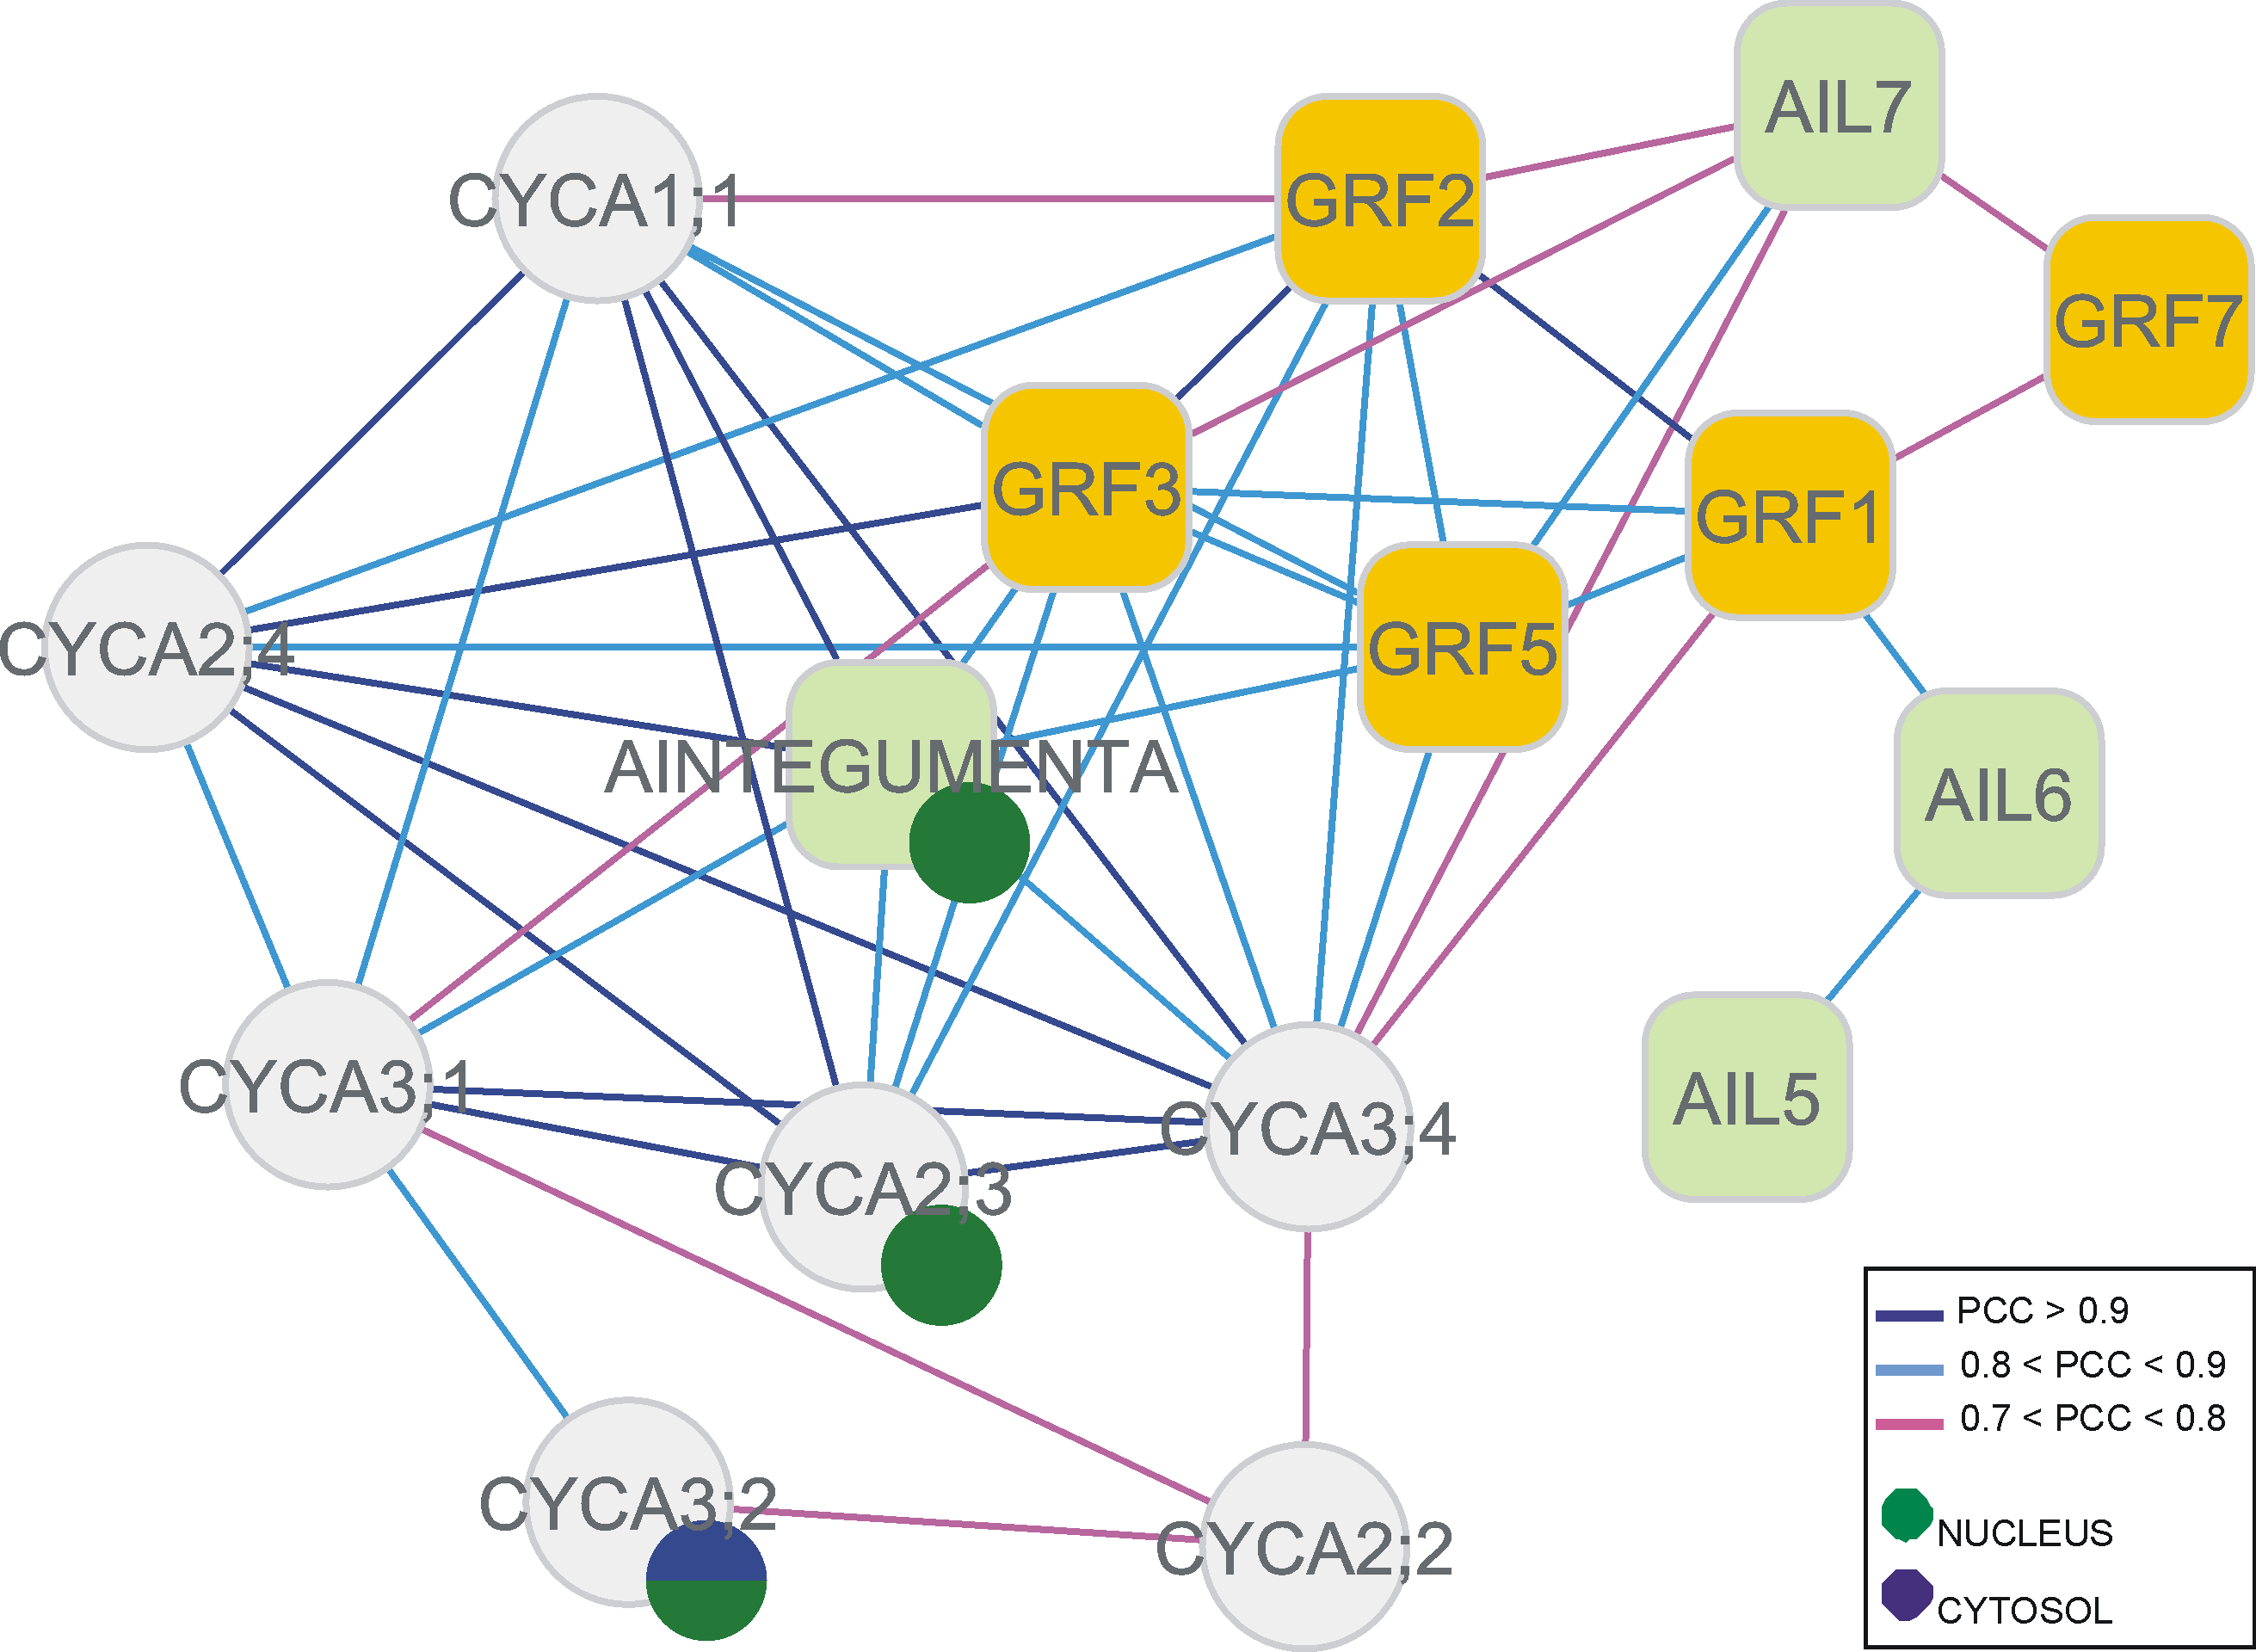 AIL7
CYCA1;1
GRF2
GRF7
GRF3
GRF1
CYCA2;4
GRF5
AINTEGUMENTA
AIL6
CYCA3;1
AIL5
CYCA3;4
CYCA2;3
CYCA3;2
CYCA2;2
PCC > 0.9
0.8 < PCC < 0.9
0.7 < PCC < 0.8
NUCLEUS
CYTOSOL